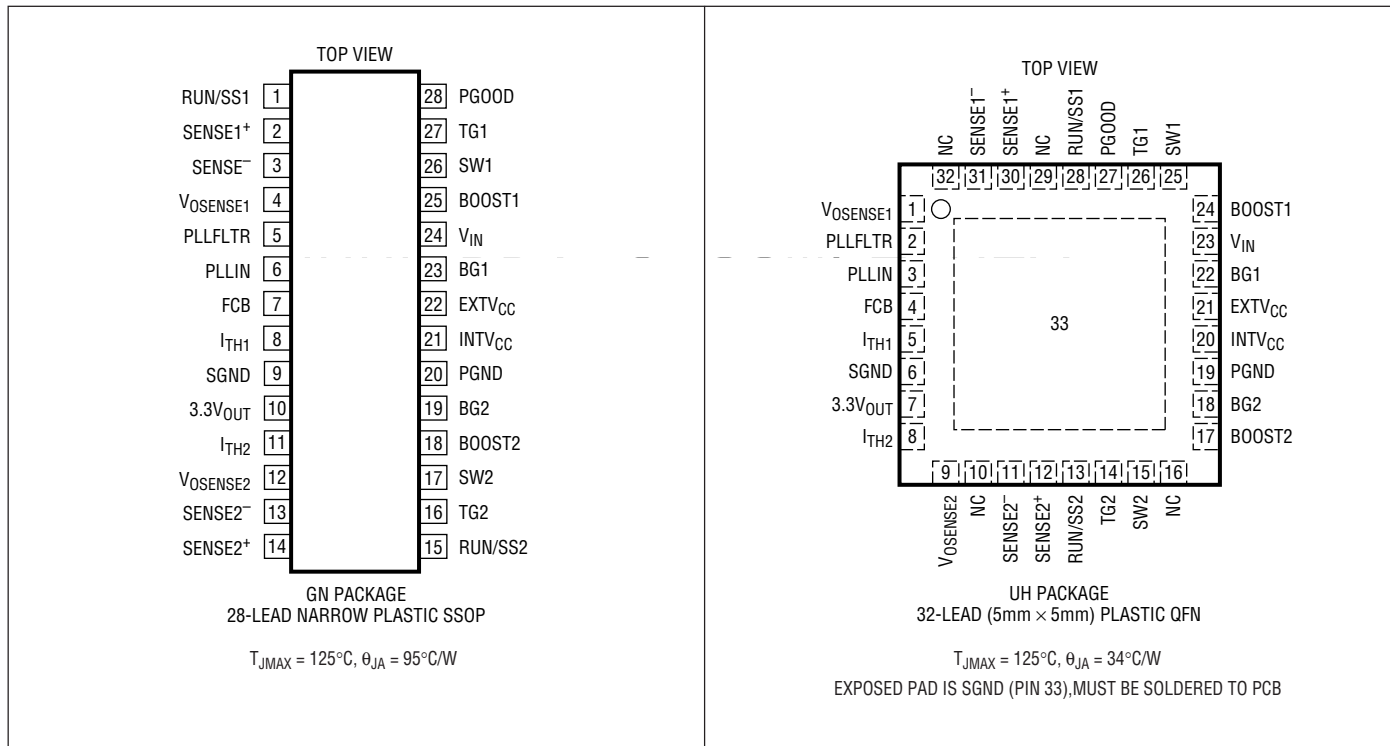 TOP VIEW
RUN/SS1 1
SENSE1+ 2
SENSE− 3
VOSENSE1 4
PLLFLTR 5
PLLIN 6
FCB 7
ITH1 8
SGND 9
3.3VOUT 10
ITH2 11
VOSENSE2 12
SENSE2− 13
SENSE2+ 14
28 PGOOD
27 TG1
26 SW1
25 BOOST1
24 VIN
23 BG1
22 EXTVCC
21 INTVCC
20 PGND
19 BG2
18 BOOST2
17 SW2
16 TG2
15 RUN/SS2
GN PACKAGE
28-LEAD NARROW PLASTIC SSOP
TJMAX = 125°C, θJA = 95°C/W
TOP VIEW
NC
SENSE1−
SENSE1+
NC
RUN/SS1
PGOOD
TG1
SW1
32 31 30 29 28 27 26 25
VOSENSE1 1
PLLFLTR 2
PLLIN 3
FCB 4
ITH1 5
SGND 6
3.3VOUT 7
ITH2 8
33
24 BOOST1
23 VIN
22 BG1
21 EXTVCC
20 INTVCC
19 PGND
18 BG2
17 BOOST2
9 10 11 12 13 14 15 16
VOSENSE2
NC
SENSE2−
SENSE2+
RUN/SS2
TG2
SW2
NC
UH PACKAGE
32-LEAD (5mm × 5mm) PLASTIC QFN
TJMAX = 125°C, θJA = 34°C/W
EXPOSED PAD IS SGND (PIN 33),MUST BE SOLDERED TO PCB